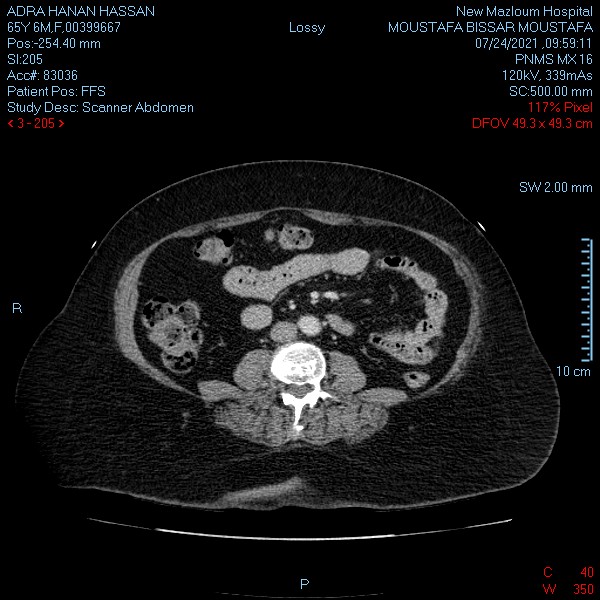 ADRA HANAN HASSAN
65Y 6M,F,00399667
Pos:-254.40 mm
SI:205
Acc#: 83036
Patient Pos: FFS
Study Desc: Scanner Abdomen
< 3 - 205 >
Lossy
New Mazloum Hospital
MOUSTAFA BISSAR MOUSTAFA
07/24/2021 ,09:59:11
PNMS MX 16
120kV, 339mAs
SC:500.00 mm
117% Pixel
DFOV 49.3 x 49.3 cm
SW 2.00 mm
R
10 cm
P
C 40
W 350